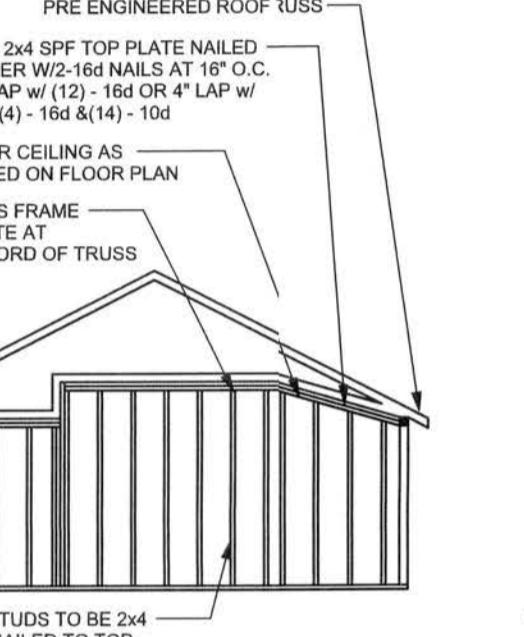 PRE ENGINEERED ROOF RUSS
2x4 SPF TOP PLATE NAILED
ER W/2-16d NAILS AT 16" O.C.
AP w/ (12) - 16d OR 4" LAP w/
(4) - 16d &(14) - 10d
R CEILING AS
ED ON FLOOR PLAN
S FRAME
TE AT
ORD OF TRUSS
TUDS TO BE 2x4
AILED TO TOP